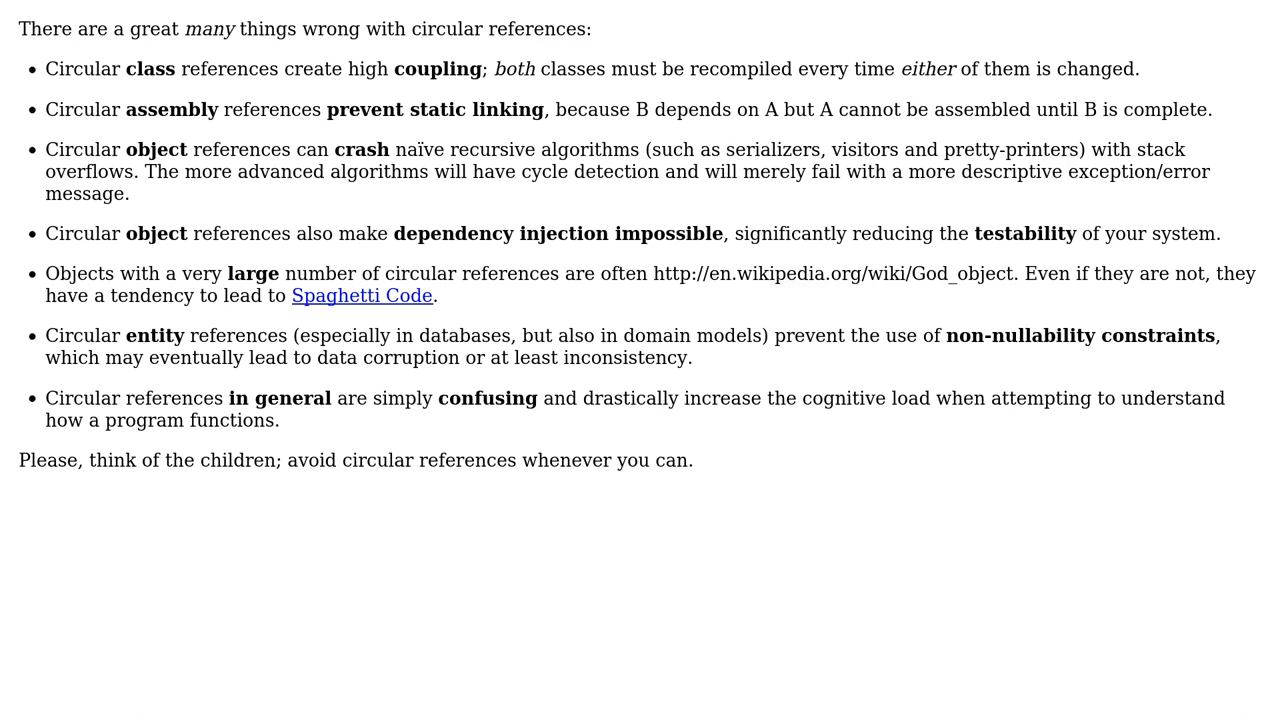 There are a great many things wrong with circular references:
• Circular class references create high coupling; both classes must be recompiled every time either of them is changed.
• Circular assembly references prevent static linking, because B depends on A but A cannot be assembled until B is complete.
• Circular object references can crash naïve recursive algorithms (such as serializers, visitors and pretty-printers) with stack
overflows. The more advanced algorithms will have cycle detection and will merely fail with a more descriptive exception/error
message.
• Circular object references also make dependency injection impossible, significantly reducing the testability of your system.
• Objects with a very large number of circular references are often http://en.wikipedia.org/wiki/God_object. Even if they are not, they
have a tendency to lead to Spaghetti Code.
• Circular entity references (especially in databases, but also in domain models) prevent the use of non-nullability constraints,
which may eventually lead to data corruption or at least inconsistency.
• Circular references in general are simply confusing and drastically increase the cognitive load when attempting to understand
how a program functions.
Please, think of the children; avoid circular references whenever you can.